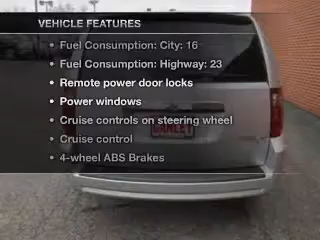 VEHICLE FEATURES
• Fuel Consumption: City: 16
• Fuel Consumption: Highway: 23
• Remote power door locks
• Power windows
• Cruise controls on steering wheel
• Cruise control
• 4-wheel ABS Brakes
GANLEY